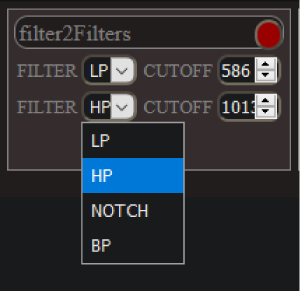 filter2Filters
FILTER LP CUTOFF 586
FILTER HP CUTOFF 1013
LP
HP
NOTCH
BP